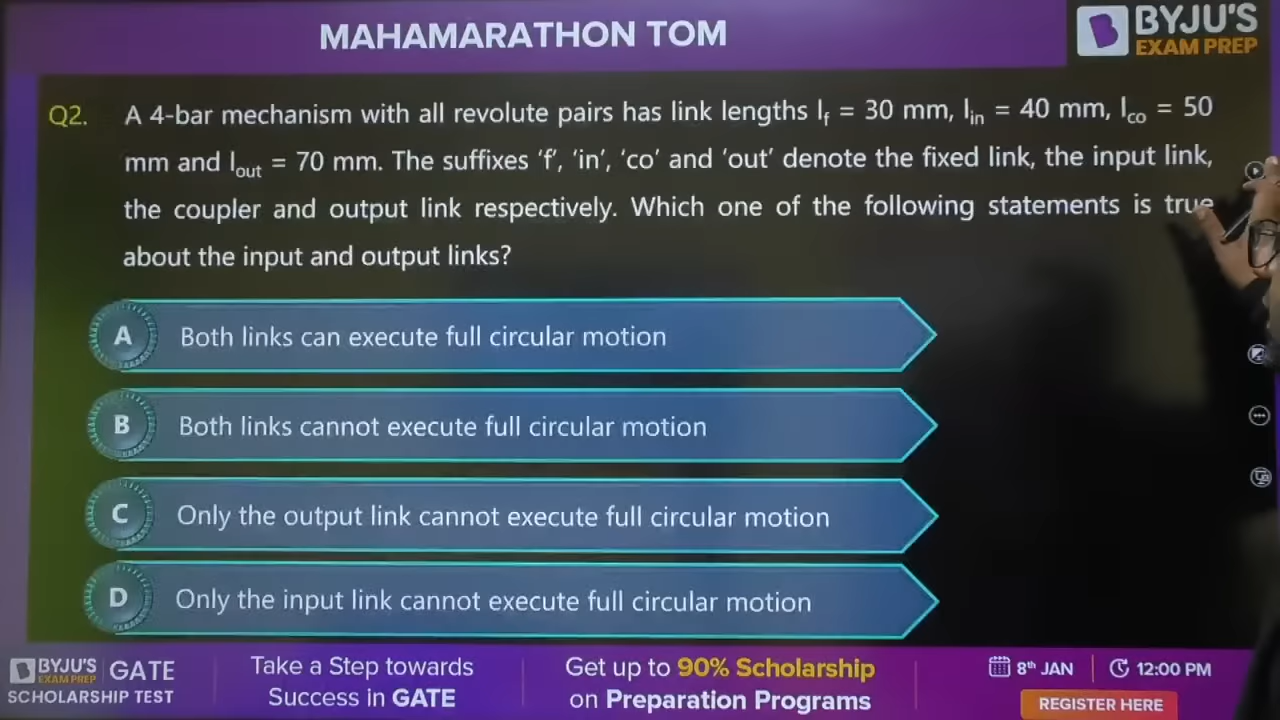 MAHAMARATHON TOM
BYJU'S
EXAM PREP
Q2. A 4-bar mechanism with all revolute pairs has link lengths l_f = 30 mm, l_in = 40 mm, l_co = 50
mm and l_out = 70 mm. The suffixes 'f', 'in', 'co' and 'out' denote the fixed link, the input link,
the coupler and output link respectively. Which one of the following statements is true
about the input and output links?
A Both links can execute full circular motion
B Both links cannot execute full circular motion
C Only the output link cannot execute full circular motion
D Only the input link cannot execute full circular motion
BYJU'S
EXAM PREP
GATE
SCHOLARSHIP TEST
Take a Step towards
Success in GATE
Get up to 90% Scholarship
on Preparation Programs
8th JAN
12:00 PM
REGISTER HERE